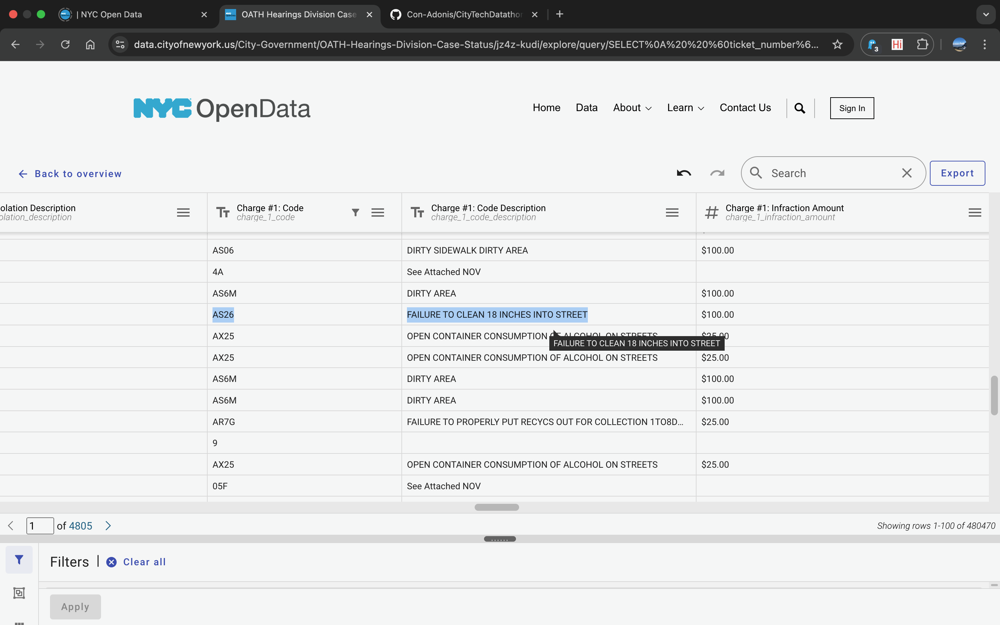 | NYC Open Data
OATH Hearings Division Case
Con-Adonis/CityTechDatathon
data.cityofnewyork.us/City-Government/OATH-Hearings-Division-Case-Status/jz4z-kudi/explore/query/SELECT%0A%20%20%60ticket_number%6...
3
Hi
NYC OpenData
Home
Data
About
Learn
Contact Us
Sign In
Back to overview
Search
Export
olation Description
olation_description
Charge #1: Code
charge_1_code
Charge #1: Code Description
charge_1_code_description
Charge #1: Infraction Amount
charge_1_infraction_amount
AS06 DIRTY SIDEWALK DIRTY AREA $100.00
4A See Attached NOV
AS6M DIRTY AREA $100.00
AS26 FAILURE TO CLEAN 18 INCHES INTO STREET $100.00
AX25 OPEN CONTAINER CONSUMPTION OF ALCOHOL ON STREETS $25.00
FAILURE TO CLEAN 18 INCHES INTO STREET
AX25 OPEN CONTAINER CONSUMPTION OF ALCOHOL ON STREETS $25.00
AS6M DIRTY AREA $100.00
AS6M DIRTY AREA $100.00
AR7G FAILURE TO PROPERLY PUT RECYCS OUT FOR COLLECTION 1TO8D... $25.00
9
AX25 OPEN CONTAINER CONSUMPTION OF ALCOHOL ON STREETS $25.00
05F See Attached NOV
1 of 4805
Showing rows 1-100 of 480470
Filters | Clear all
Apply